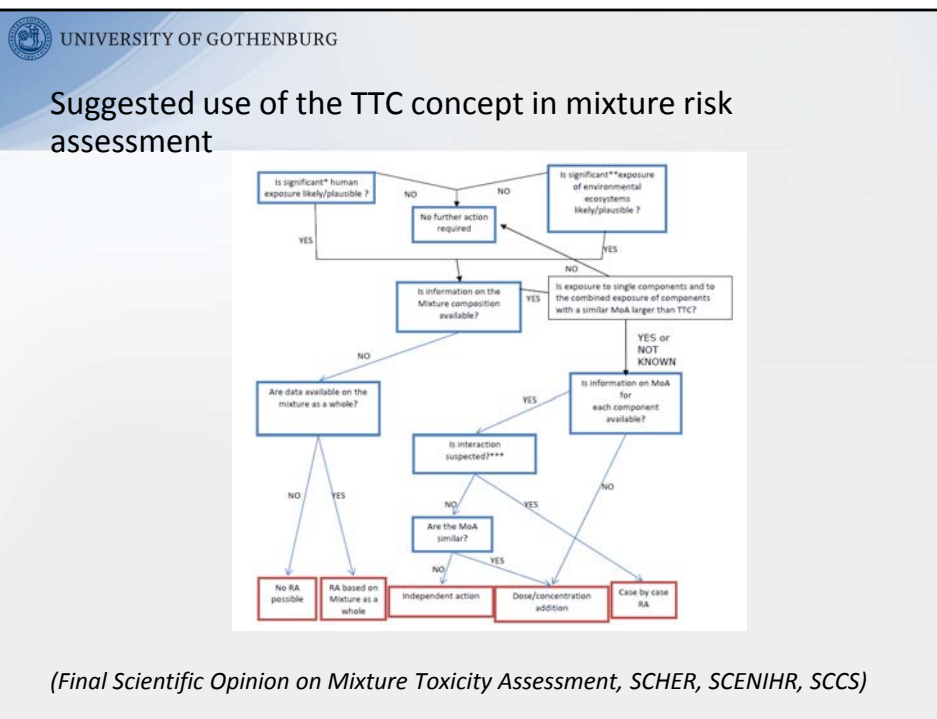 UNIVERSITY OF GOTHENBURG
Suggested use of the TTC concept in mixture risk
assessment
Is significant* human
exposure likely/plausible ?
NO
NO
Is significant**exposure
of environmental
ecosystems
likely/plausible ?
No further action
required
YES
YES
NO
Is information on the
Mixture composition
available?
YES
Is exposure to single components and to
the combined exposure of components
with a similar MoA larger than TTC?
NO
YES or
NOT
KNOWN
Are data available on the
mixture as a whole?
Is information on MoA
for
each component
available?
YES
Is interaction
suspected?***
NO
YES
NO
YES
NO
Are the MoA
similar?
NO
YES
No RA
possible
RA based on
Mixture as a
whole
Independent action
Dose/concentration
addition
Case by case
RA
(Final Scientific Opinion on Mixture Toxicity Assessment, SCHER, SCENIHR, SCCS)